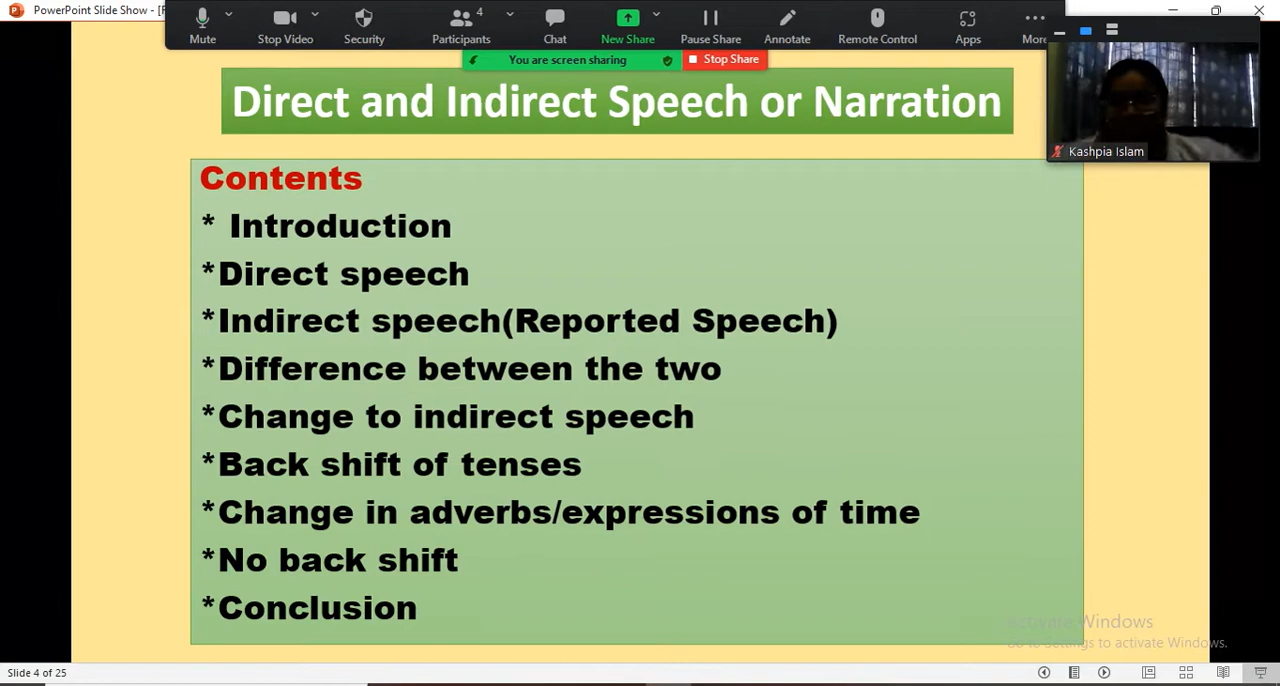 PowerPoint Slide Show - [F
Mute
Stop Video
Security
4
Participants
Chat
New Share
Pause Share
Annotate
Remote Control
Apps
More
You are screen sharing
Stop Share
Kashpia Islam
Direct and Indirect Speech or Narration
Contents
* Introduction
*Direct speech
*Indirect speech(Reported Speech)
*Difference between the two
*Change to indirect speech
*Back shift of tenses
*Change in adverbs/expressions of time
*No back shift
*Conclusion
Activate Windows
Go to Settings to activate Windows.
Slide 4 of 25